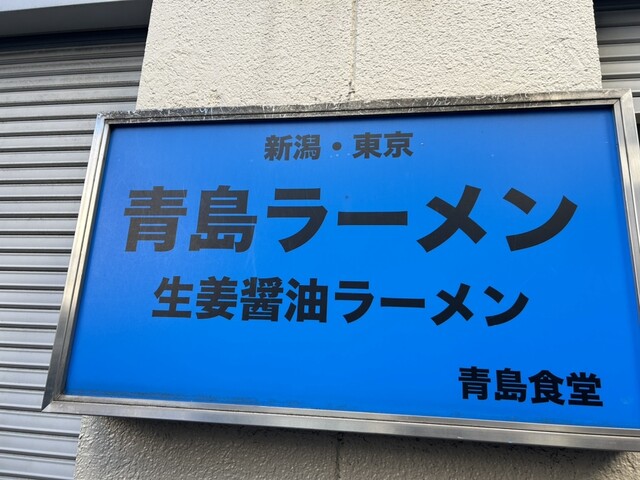 新潟・東京
青島ラーメン
生姜醤油ラーメン
青島食堂